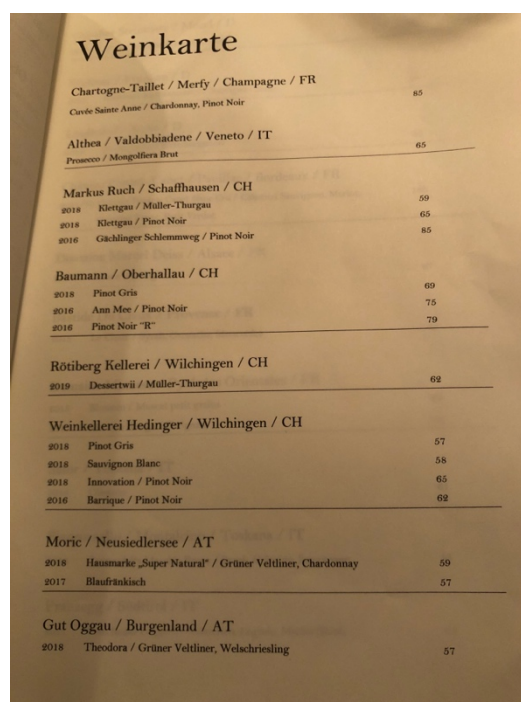 Weinkarte
Chartogne-Taillet / Merfy / Champagne / FR
Cuvée Sainte Anne / Chardonnay, Pinot Noir 85
Althea / Valdobbiadene / Veneto / IT
Prosecco / Mongolfiera Brut 65
Markus Ruch / Schaffhausen / CH
2018 Klettgau / Müller-Thurgau 59
2018 Klettgau / Pinot Noir 65
2016 Gächlinger Schlemmweg / Pinot Noir 85
Baumann / Oberhallau / CH
2018 Pinot Gris 69
2016 Ann Mee / Pinot Noir 75
2016 Pinot Noir "R" 79
Rötiberg Kellerei / Wilchingen / CH
2019 Dessertwii / Müller-Thurgau 62
Weinkellerei Hedinger / Wilchingen / CH
2018 Pinot Gris 57
2018 Sauvignon Blanc 58
2018 Innovation / Pinot Noir 65
2016 Barrique / Pinot Noir 62
Moric / Neusiedlersee / AT
2018 Hausmarke „Super Natural" / Grüner Veltliner, Chardonnay 59
2017 Blaufränkisch 57
Gut Oggau / Burgenland / AT
2018 Theodora / Grüner Veltliner, Welschriesling 57